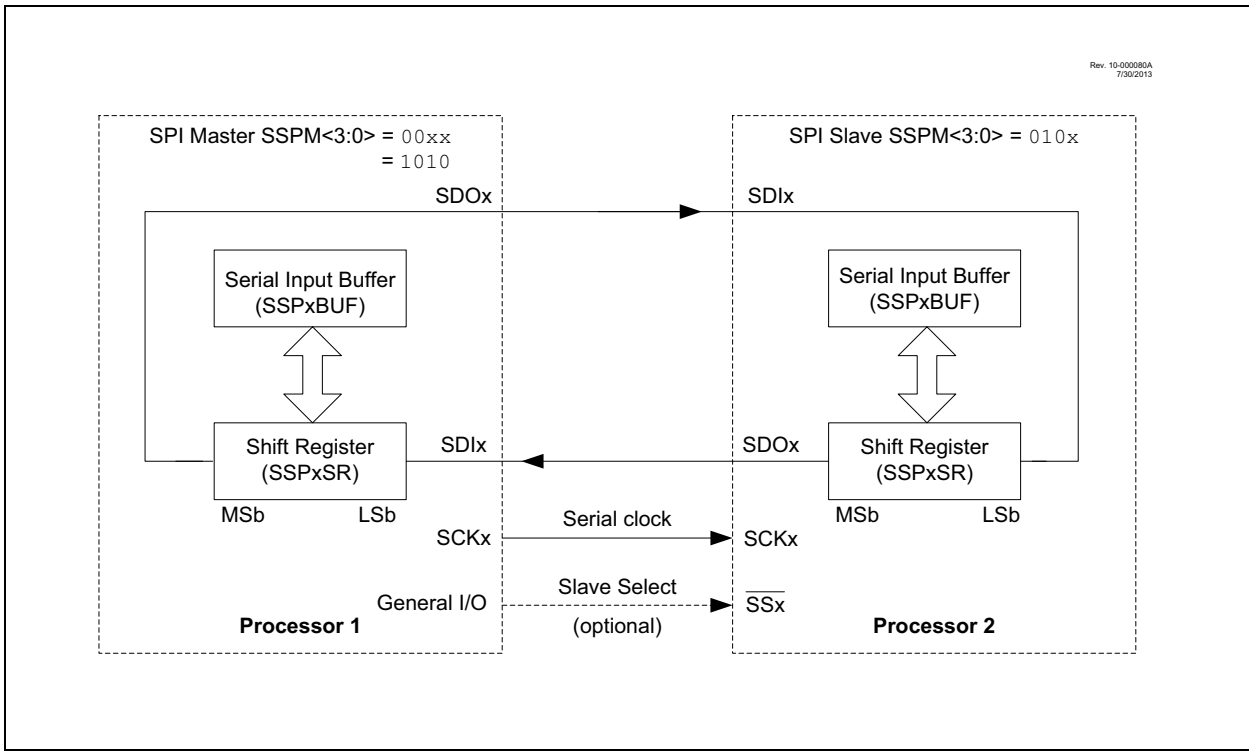 Rev. 10-000080A
7/30/2013
SPI Master SSPM<3:0> = 00xx
= 1010
SDOx
Serial Input Buffer
(SSPxBUF)
Shift Register
(SSPxSR)
MSb
LSb
SDIx
SCKx
General I/O
Processor 1
Serial clock
Slave Select
(optional)
SPI Slave SSPM<3:0> = 010x
SDIx
Serial Input Buffer
(SSPxBUF)
SDOx
Shift Register
(SSPxSR)
MSb
LSb
SCKx
S̅S̅x̅
Processor 2